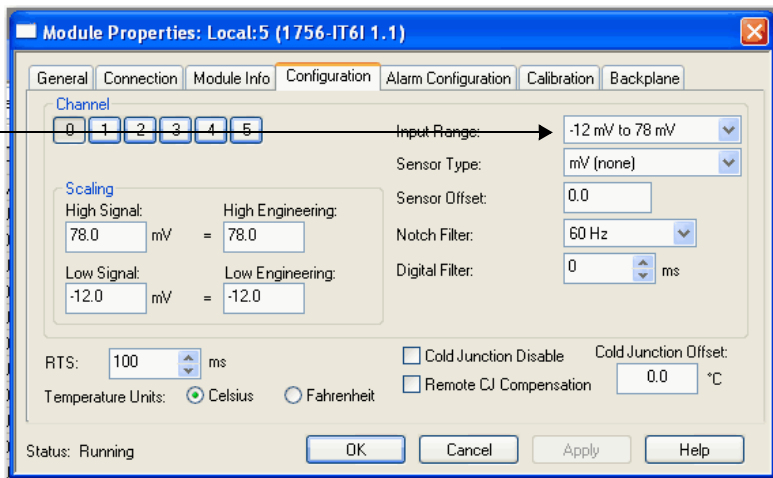 Module Properties: Local:5 (1756-IT6I 1.1)
General Connection Module Info Configuration Alarm Configuration Calibration Backplane
Channel
0 1 2 3 4 5
Input Range: -12 mV to 78 mV
Sensor Type: mV (none)
Sensor Offset: 0.0
Notch Filter: 60 Hz
Digital Filter: 0 ms
Scaling
High Signal: High Engineering:
78.0 mV = 78.0
Low Signal: Low Engineering:
-12.0 mV = -12.0
RTS: 100 ms
Temperature Units: Celsius Fahrenheit
Cold Junction Disable
Remote CJ Compensation
Cold Junction Offset:
0.0 °C
Status: Running
OK Cancel Apply Help